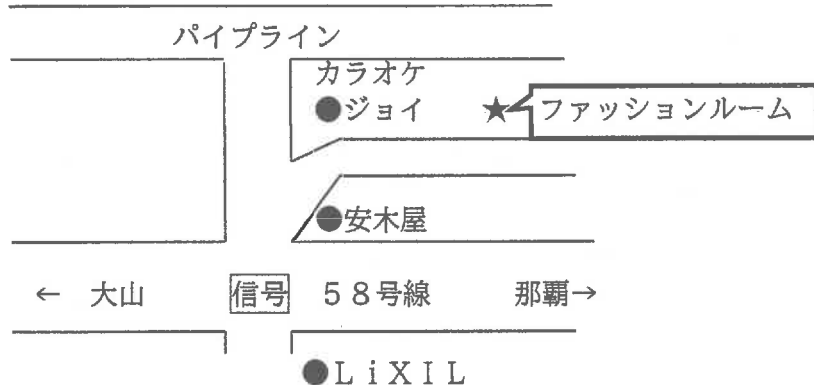 パイプライン
カラオケ
●ジョイ ★ ファッションルーム
●安木屋
← 大山 信号 58号線 那覇→
●LiXIL